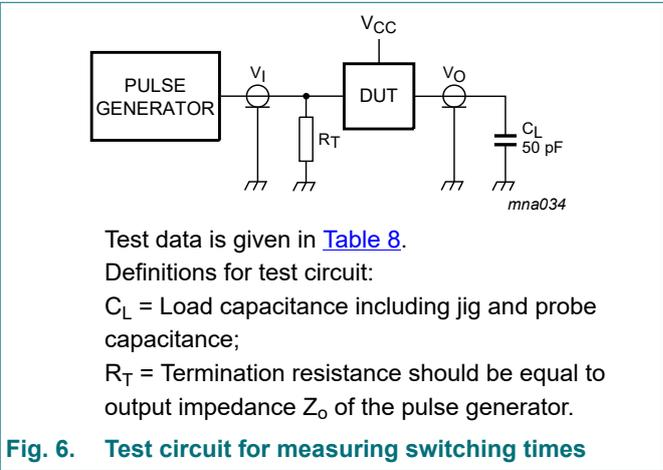 VCC
PULSE
GENERATOR
VI
DUT
VO
RT
CL
50 pF
mna034
Test data is given in Table 8.
Definitions for test circuit:
CL = Load capacitance including jig and probe
capacitance;
RT = Termination resistance should be equal to
output impedance Zo of the pulse generator.
Fig. 6. Test circuit for measuring switching times